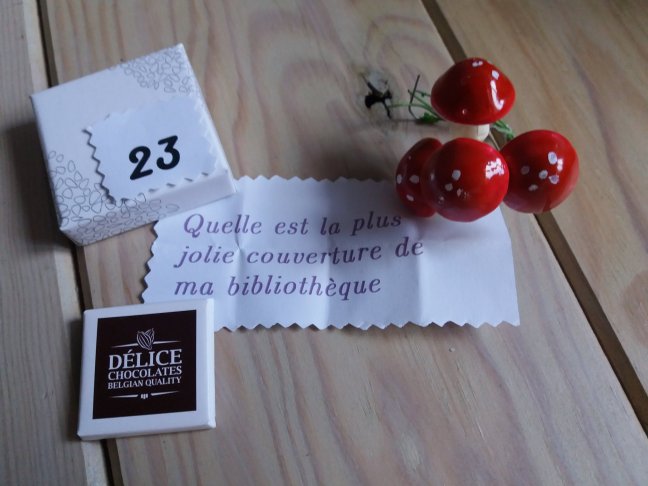 23
Quelle est la plus
jolie couverture de
ma bibliothèque
DÉLICE
CHOCOLATES
BELGIAN QUALITY